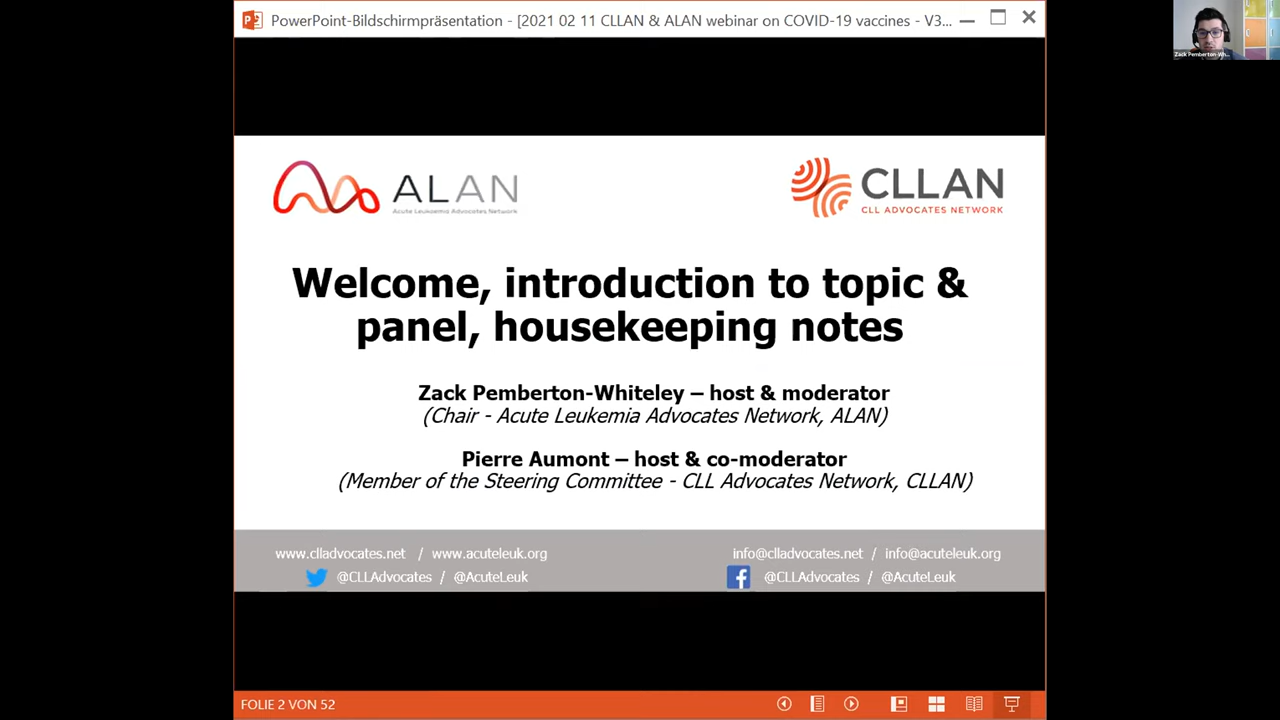 PowerPoint-Bildschirmpräsentation - [2021 02 11 CLLAN & ALAN webinar on COVID-19 vaccines - V3...
Zack Pemberton-Wh...
ALAN
Acute Leukemia Advocates Network
CLLAN
CLL ADVOCATES NETWORK
Welcome, introduction to topic &
panel, housekeeping notes
Zack Pemberton-Whiteley – host & moderator
(Chair - Acute Leukemia Advocates Network, ALAN)
Pierre Aumont – host & co-moderator
(Member of the Steering Committee - CLL Advocates Network, CLLAN)
www.clladvocates.net / www.acuteleuk.org
info@clladvocates.net / info@acuteleuk.org
@CLLAdvocates / @AcuteLeuk
@CLLAdvocates / @AcuteLeuk
FOLIE 2 VON 52